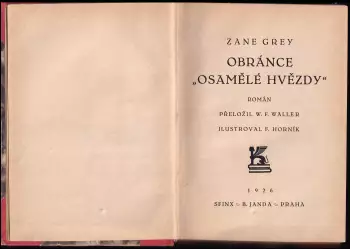 ZANE GREY
OBRÁNCE
„OSAMĚLÉ HVĚZDY“
ROMÁN
PŘELOŽIL W. F. WALLER
ILUSTROVAL F. HORNÍK
1926
SFINX :- B. JANDA :- PRAHA